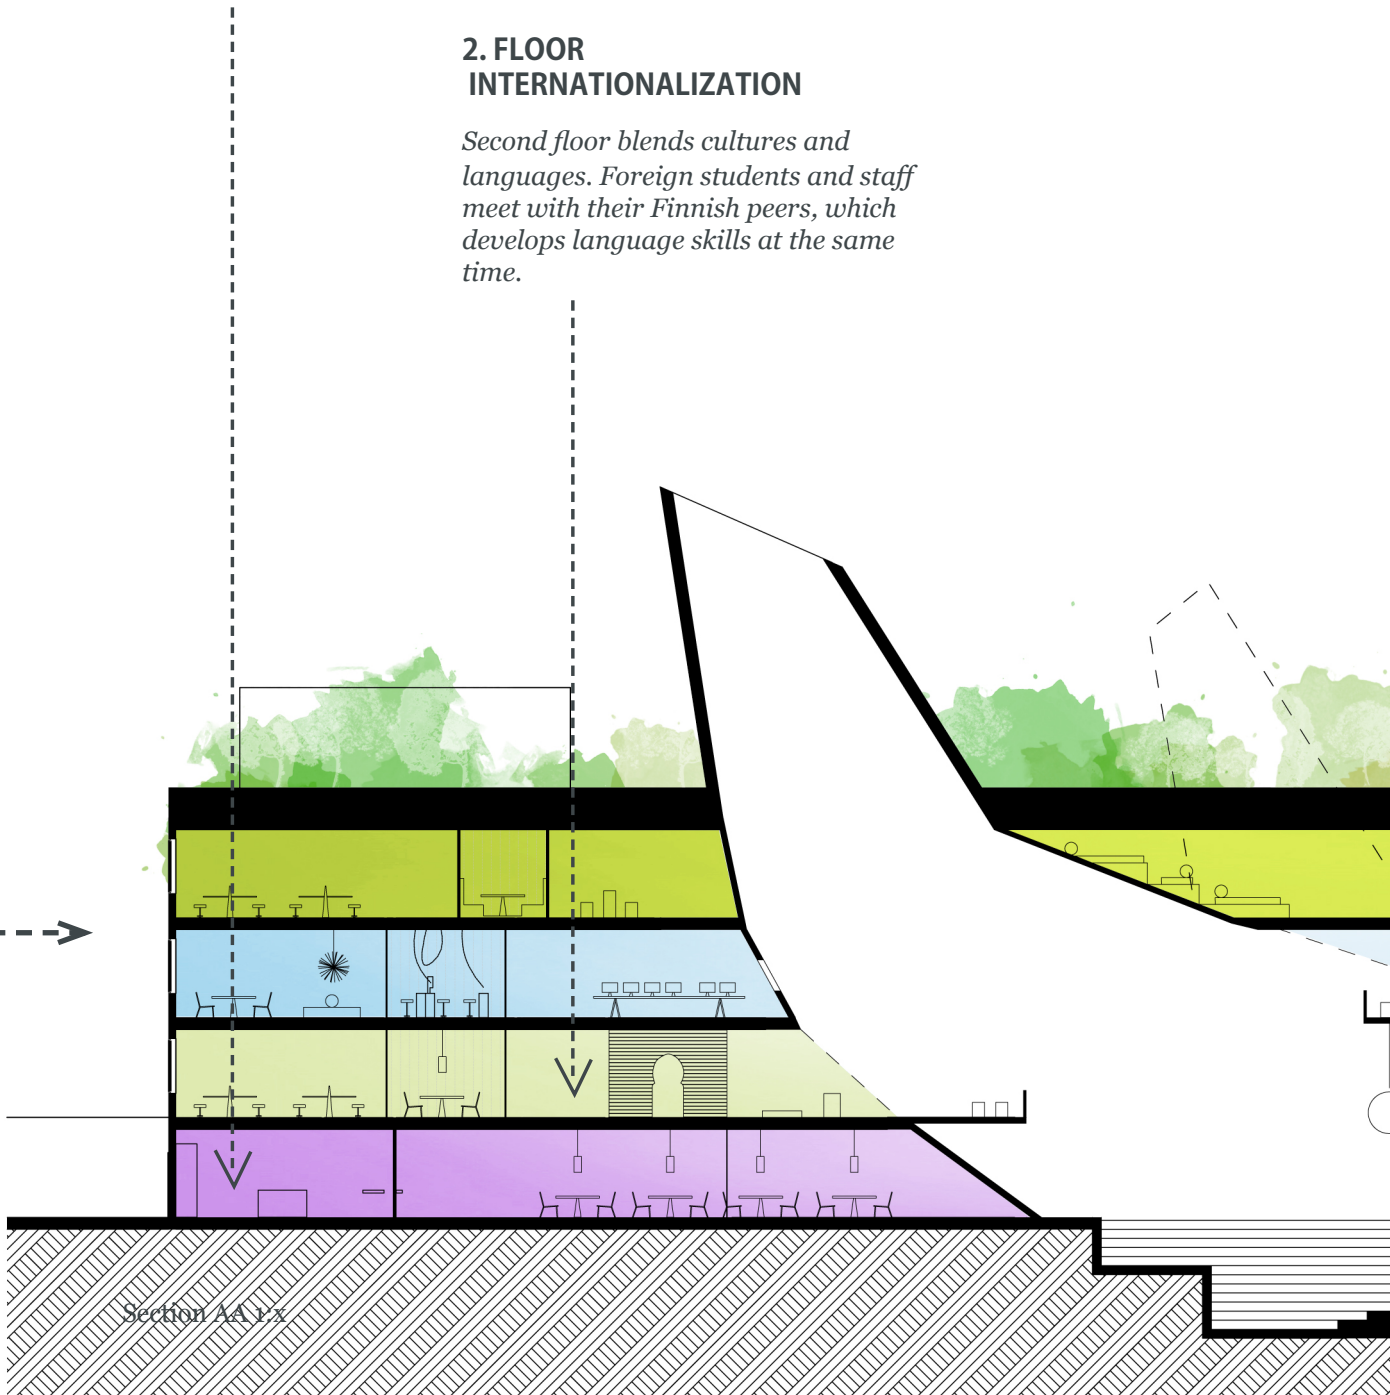 2. FLOOR
INTERNATIONALIZATION
Second floor blends cultures and
languages. Foreign students and staff
meet with their Finnish peers, which
develops language skills at the same
time.
Section AA 1:x